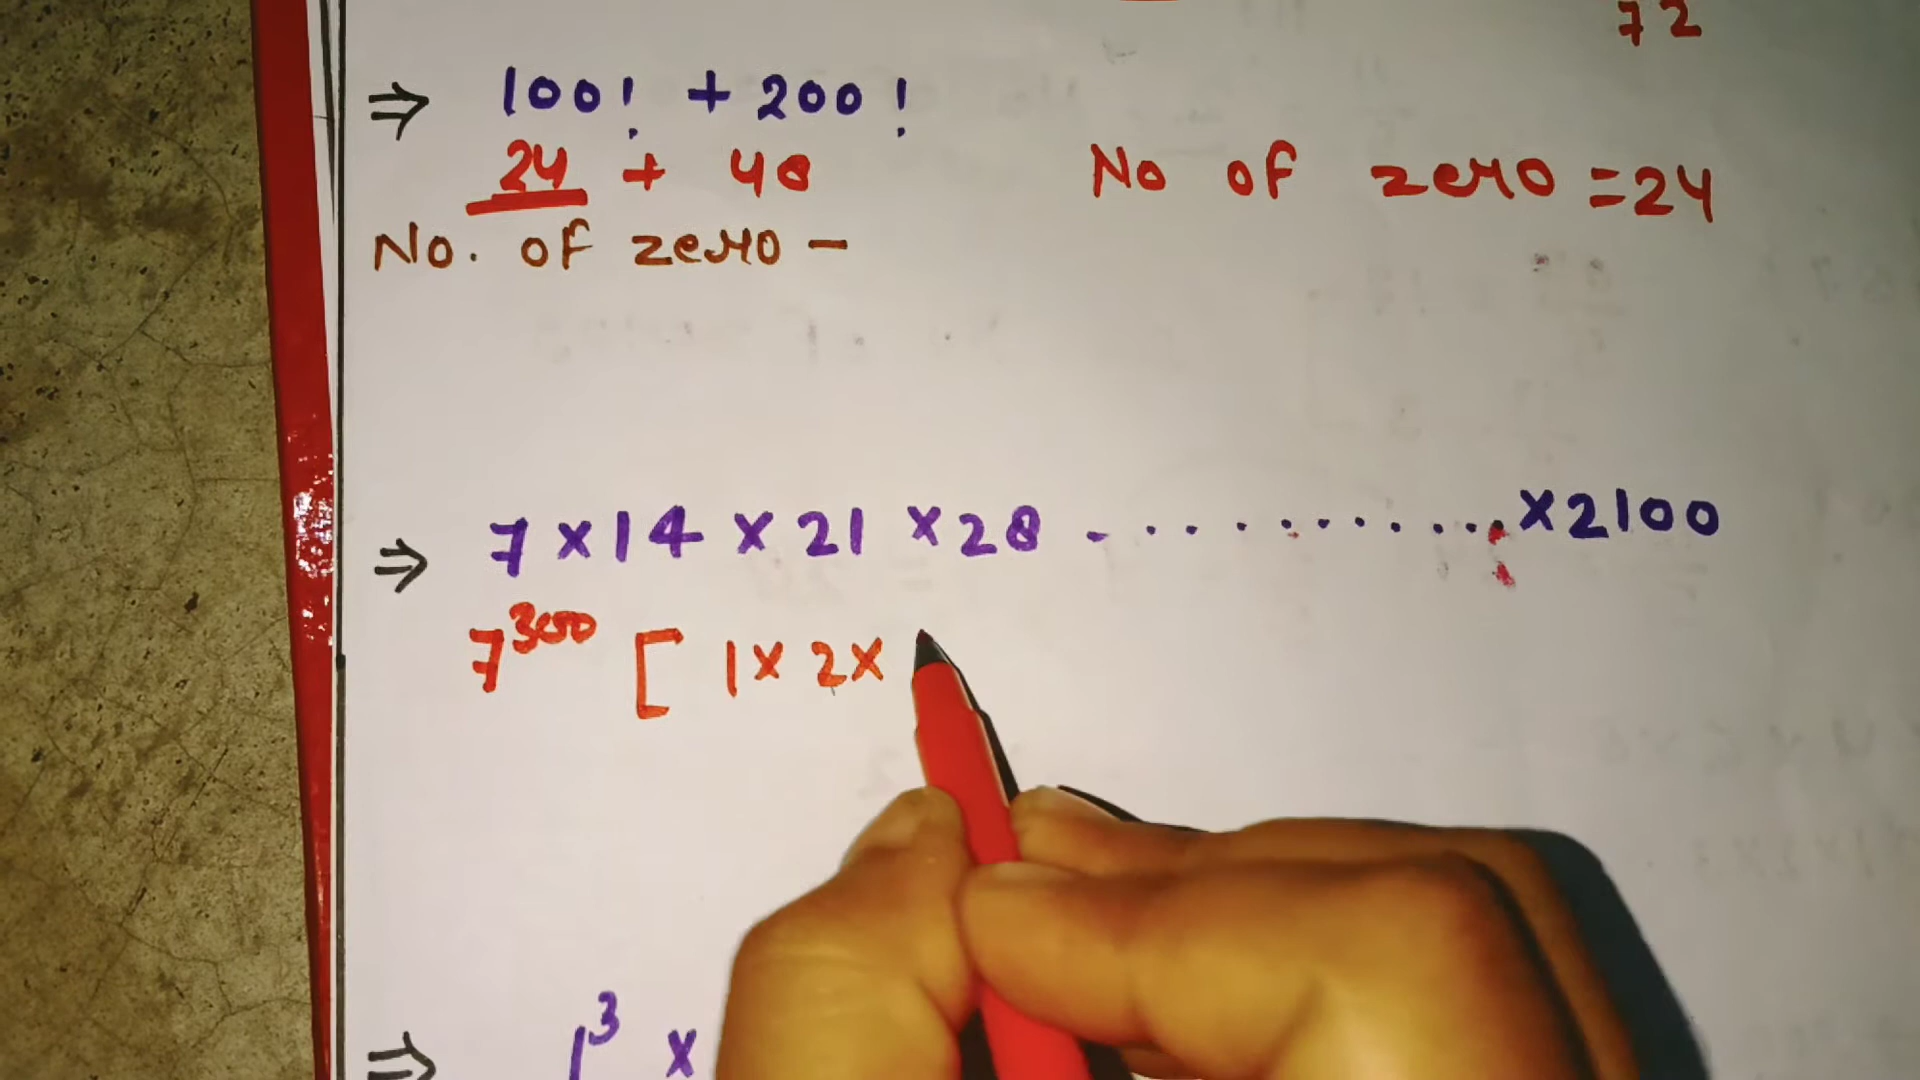 72
⇒ 100! + 200!
24 + 48
No of zero = 24
No. of zero –
⇒ 7 × 14 × 21 × 28 - ............ × 2100
7^300 [ 1 × 2 ×
⇒ 1^3 ×